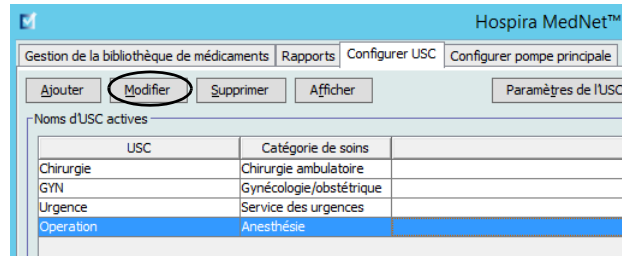 Hospira MedNet™
Gestion de la bibliothèque de médicaments Rapports Configurer USC Configurer pompe principale
Ajouter Modifier Supprimer Afficher Paramètres de l'USC
Noms d'USC actives
USC Catégorie de soins
Chirurgie Chirurgie ambulatoire
GYN Gynécologie/obstétrique
Urgence Service des urgences
Operation Anesthésie